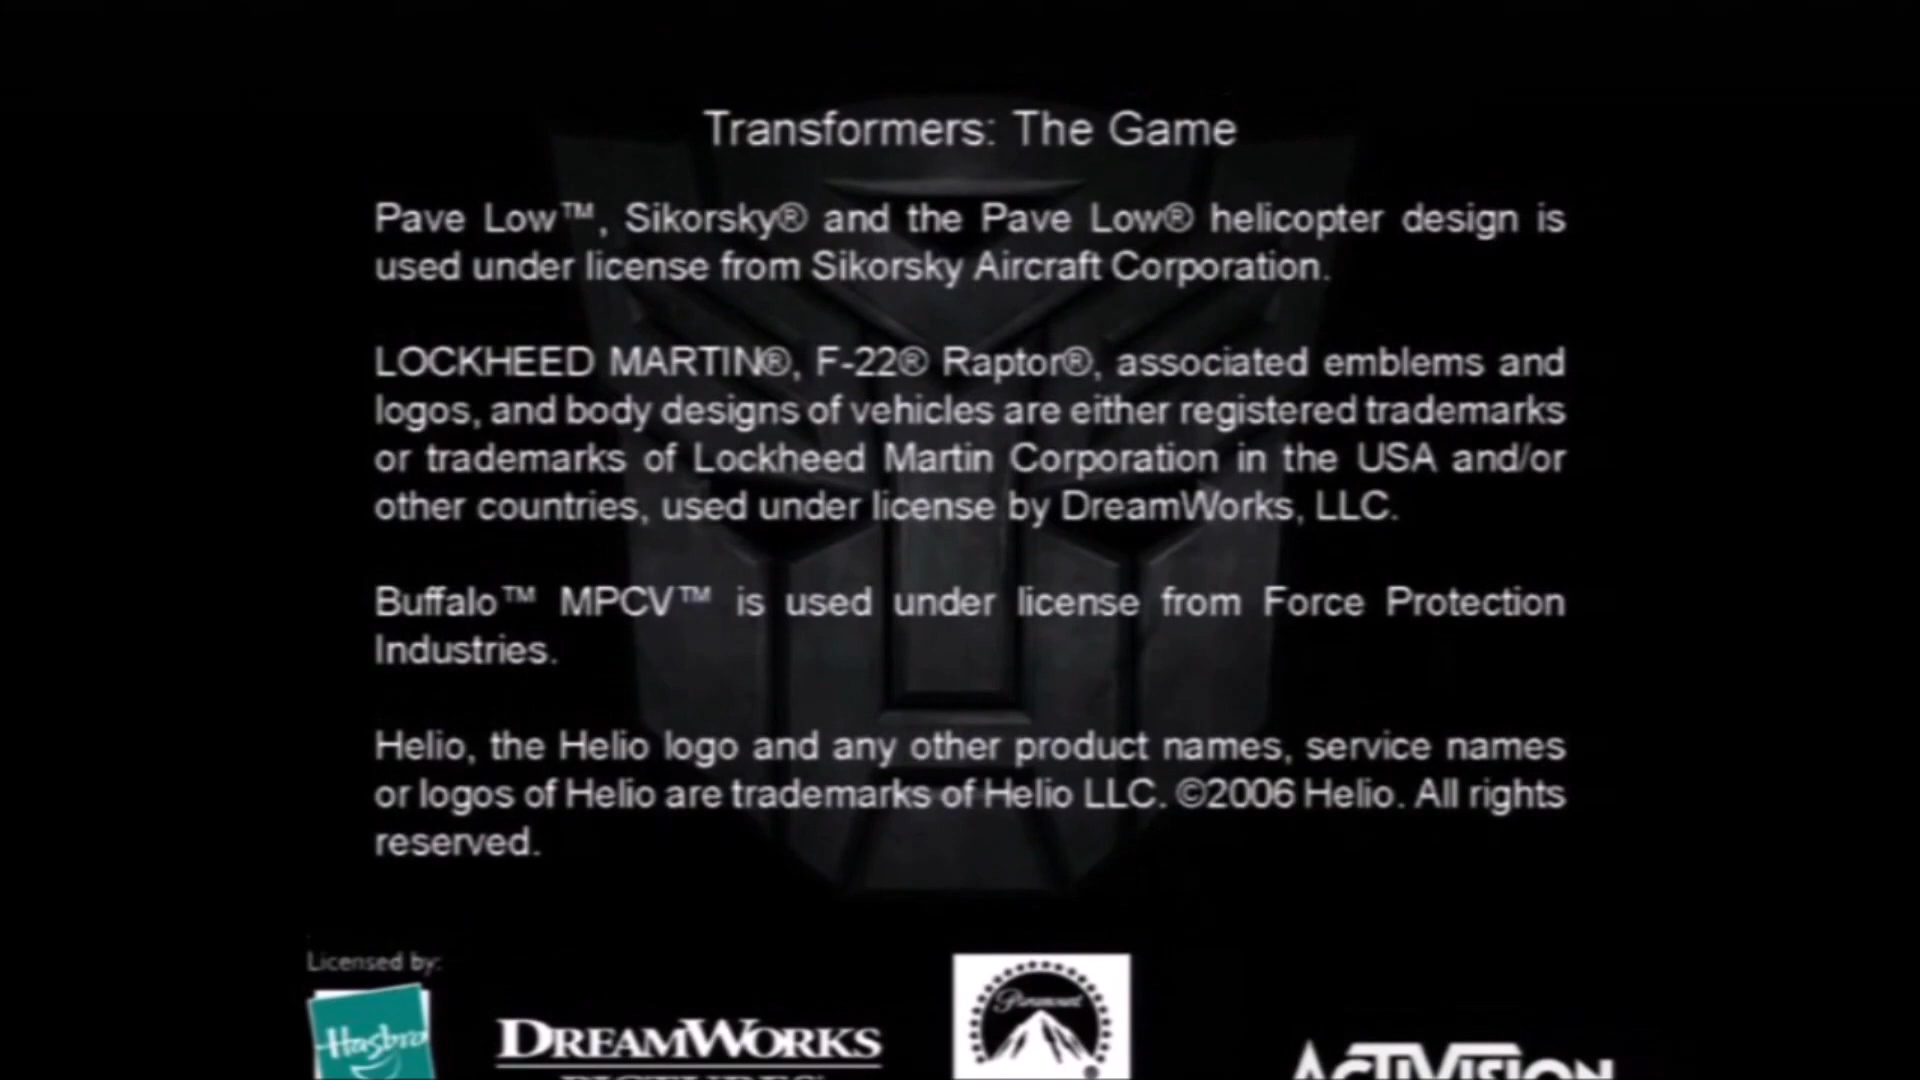 Transformers: The Game
Pave Low™, Sikorsky® and the Pave Low® helicopter design is
used under license from Sikorsky Aircraft Corporation.
LOCKHEED MARTIN®, F-22® Raptor®, associated emblems and
logos, and body designs of vehicles are either registered trademarks
or trademarks of Lockheed Martin Corporation in the USA and/or
other countries, used under license by DreamWorks, LLC.
Buffalo™ MPCV™ is used under license from Force Protection
Industries.
Helio, the Helio logo and any other product names, service names
or logos of Helio are trademarks of Helio LLC. ©2006 Helio. All rights
reserved.
Licensed by:
Hasbro
DREAMWORKS
PICTURES
Paramount
ACTIVISION